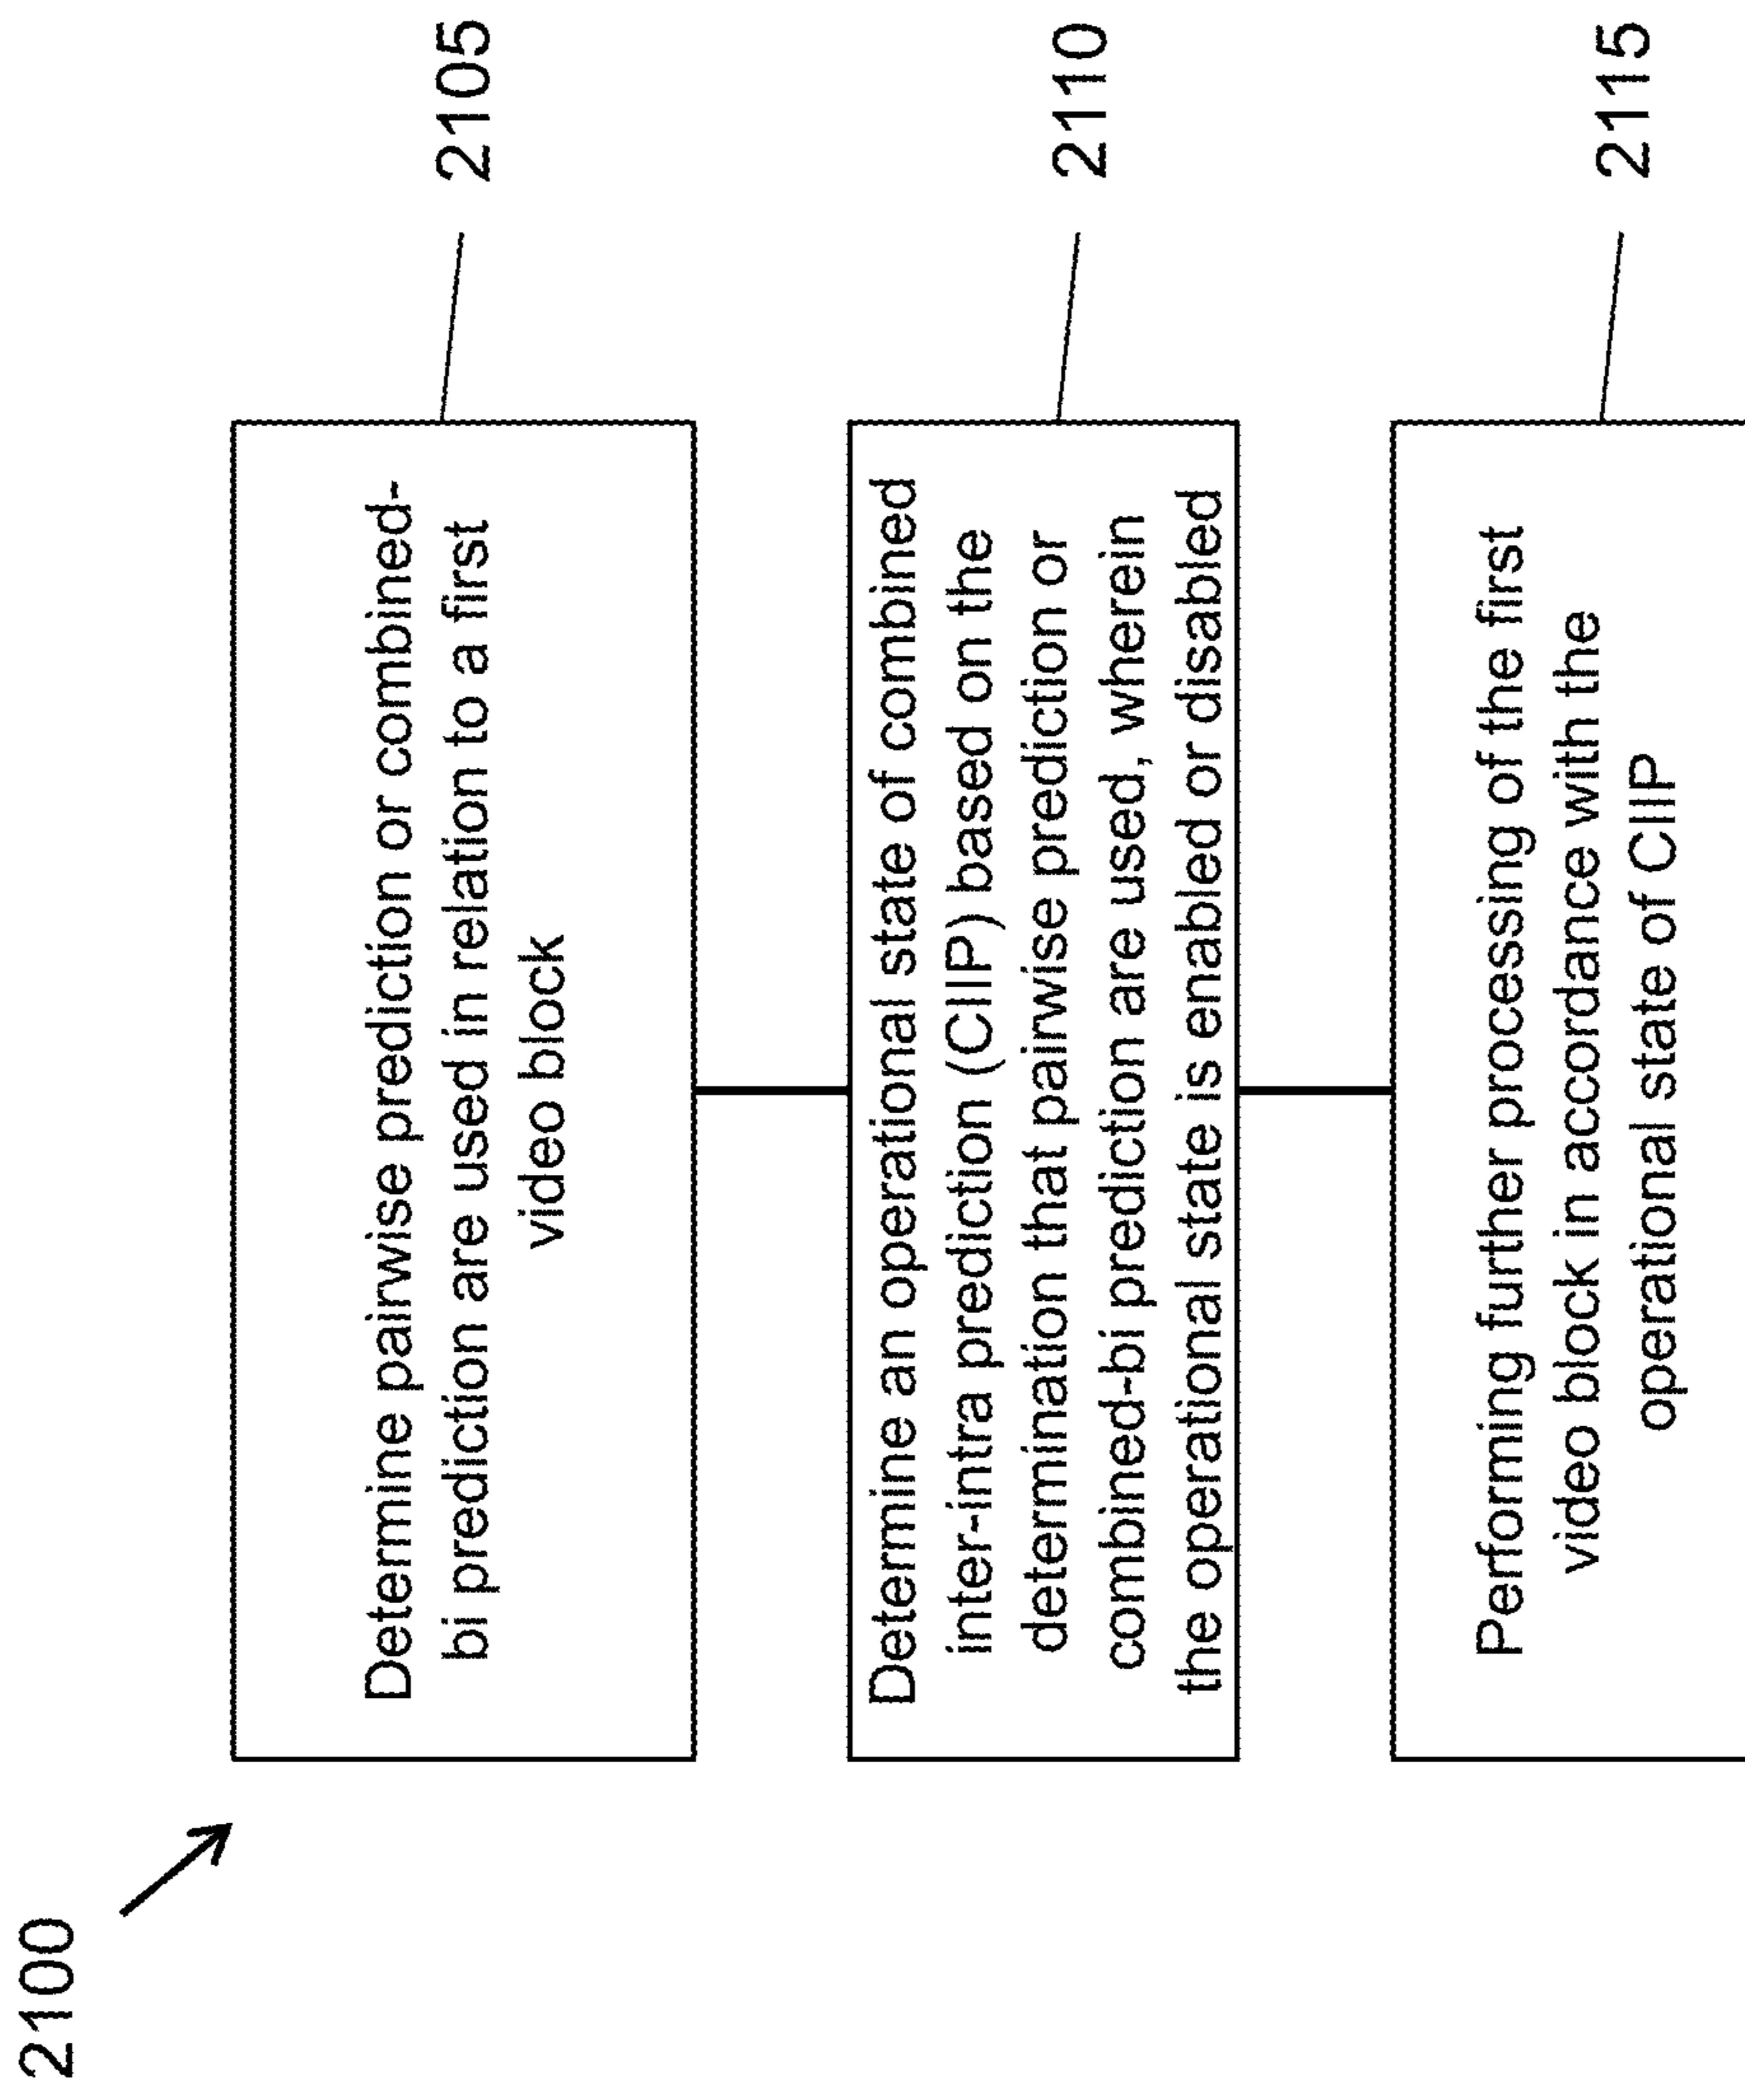 2100
Determine pairwise prediction or combined-
bi prediction are used in relation to a first
video block
2105
Determine an operational state of combined
inter-intra prediction (CIIP) based on the
determination that pairwise prediction or
combined-bi prediction are used, wherein
the operational state is enabled or disabled
2110
Performing further processing of the first
video block in accordance with the
operational state of CIIP
2115